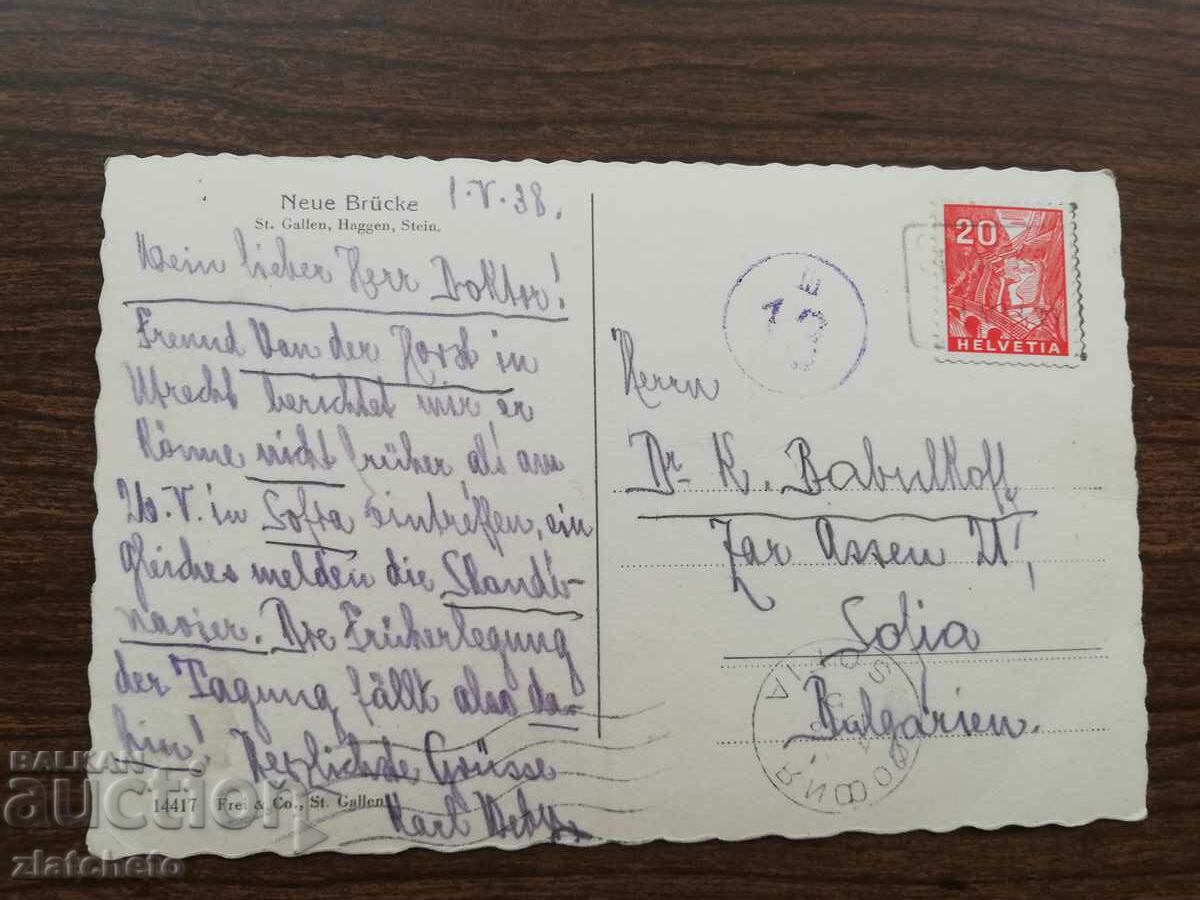 Neue Brücke
St. Gallen, Haggen, Stein.
1.V.38.
Mein lieber Herr Doktor!
Freund Van der Horst in
Utrecht berichtet mir er
könne nicht früher als am
26.V. in Sofia eintreffen, ein
gleiches melden die Skandi-
navier. Die Früherlegung
der Tagung fällt also da-
hin! Herzlichste Grüsse
Karl
14417 Frei & Co., St. Gallen
20
HELVETIA
Herrn
Dr. K. Babulkoff,
Zar Assen
Sofia
Bulgarien.
SOFIA
BALKAN
auction
zlatcheto